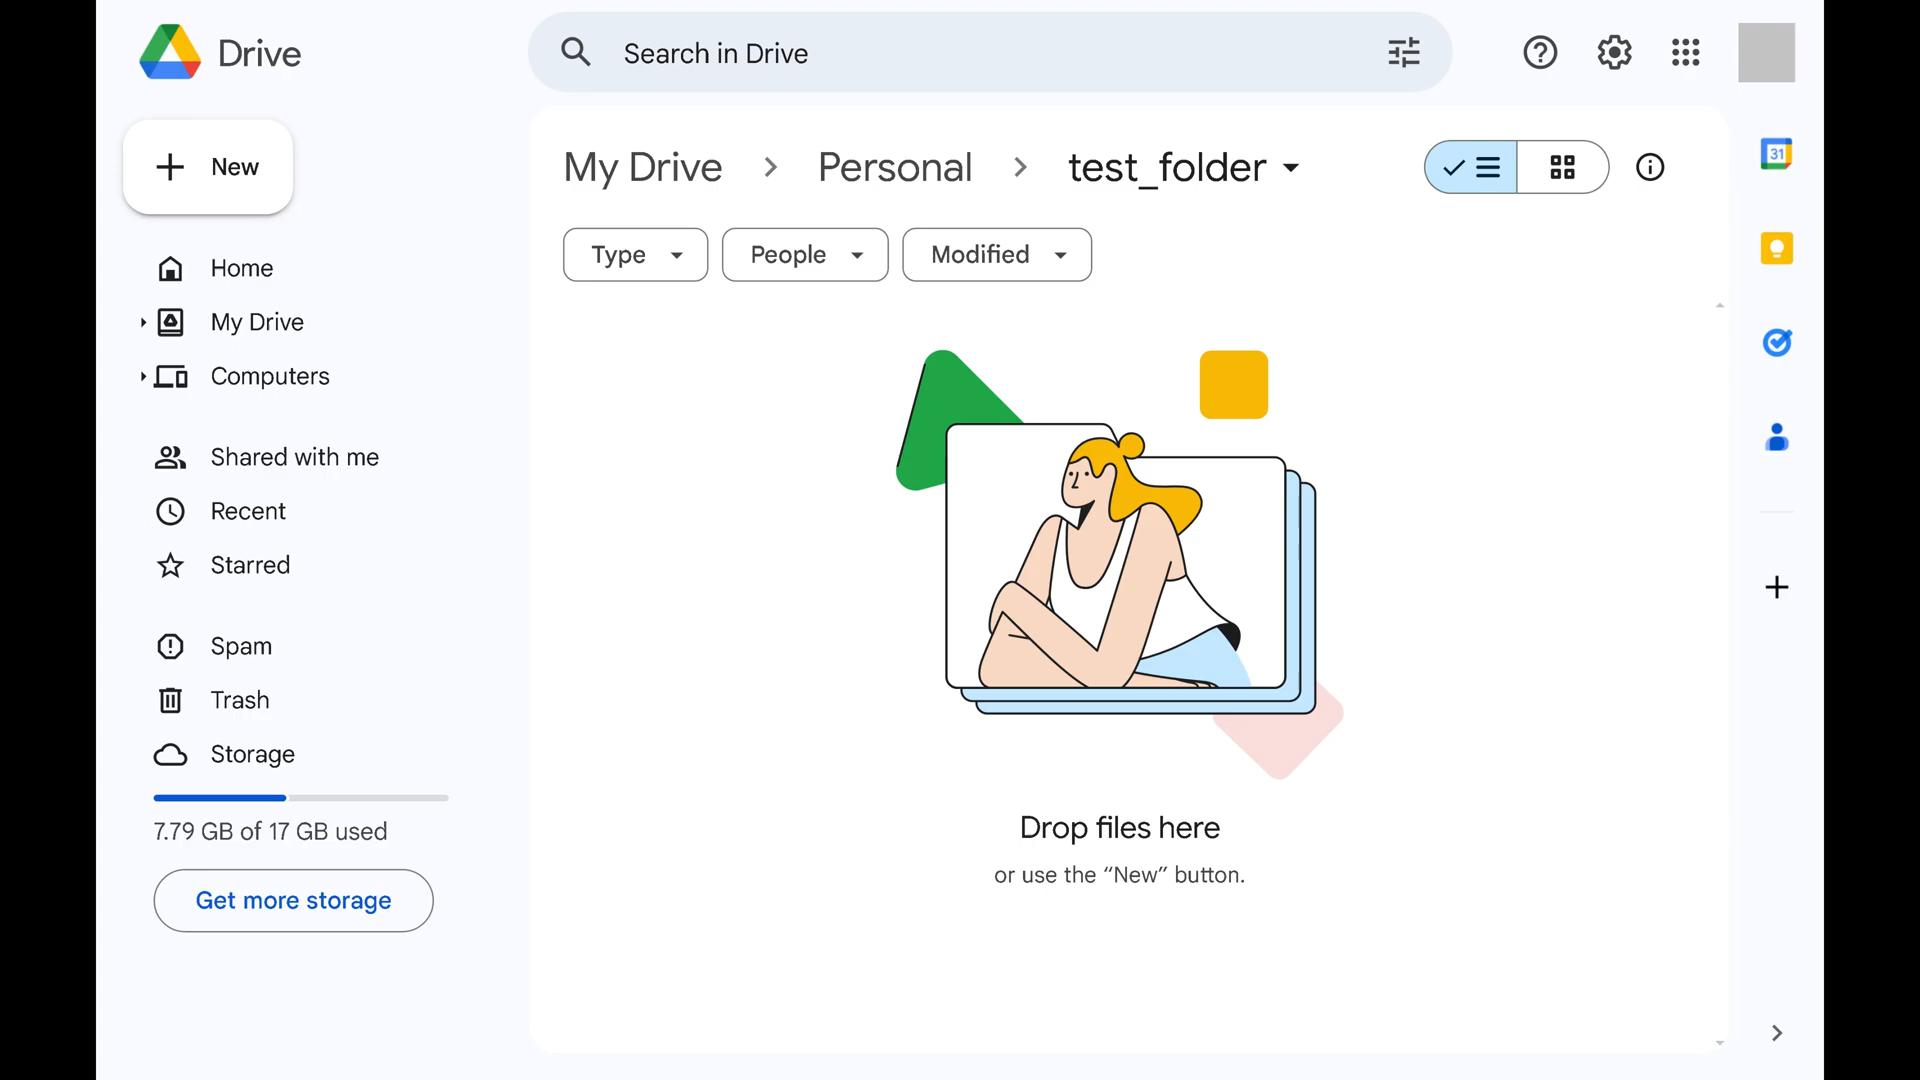 Drive
Search in Drive
New
My Drive
Personal
test_folder
31
Type
People
Modified
Home
My Drive
Computers
Shared with me
Recent
Starred
Spam
Trash
Storage
7.79 GB of 17 GB used
Get more storage
Drop files here
or use the “New” button.